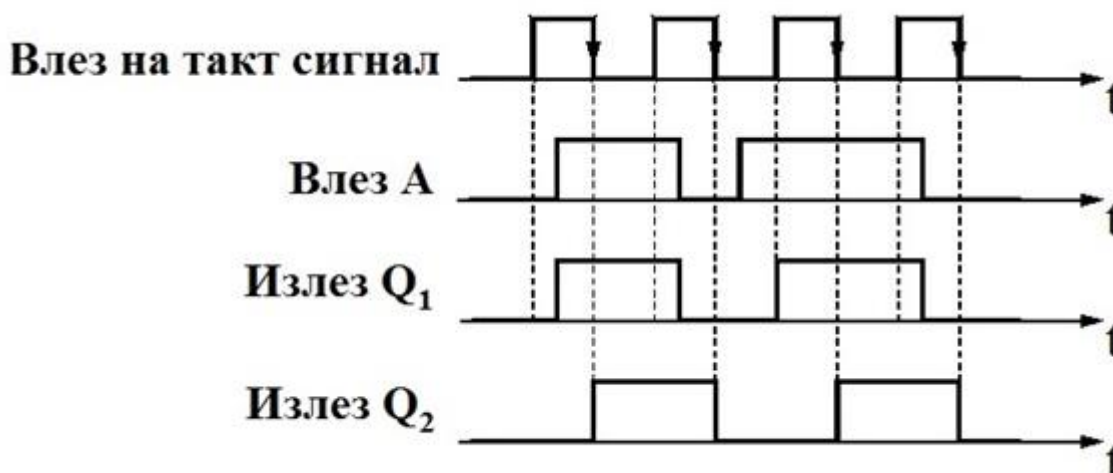 Влез на такт сигнал
t
Влез A
t
Излез Q₁
t
Излез Q₂
t